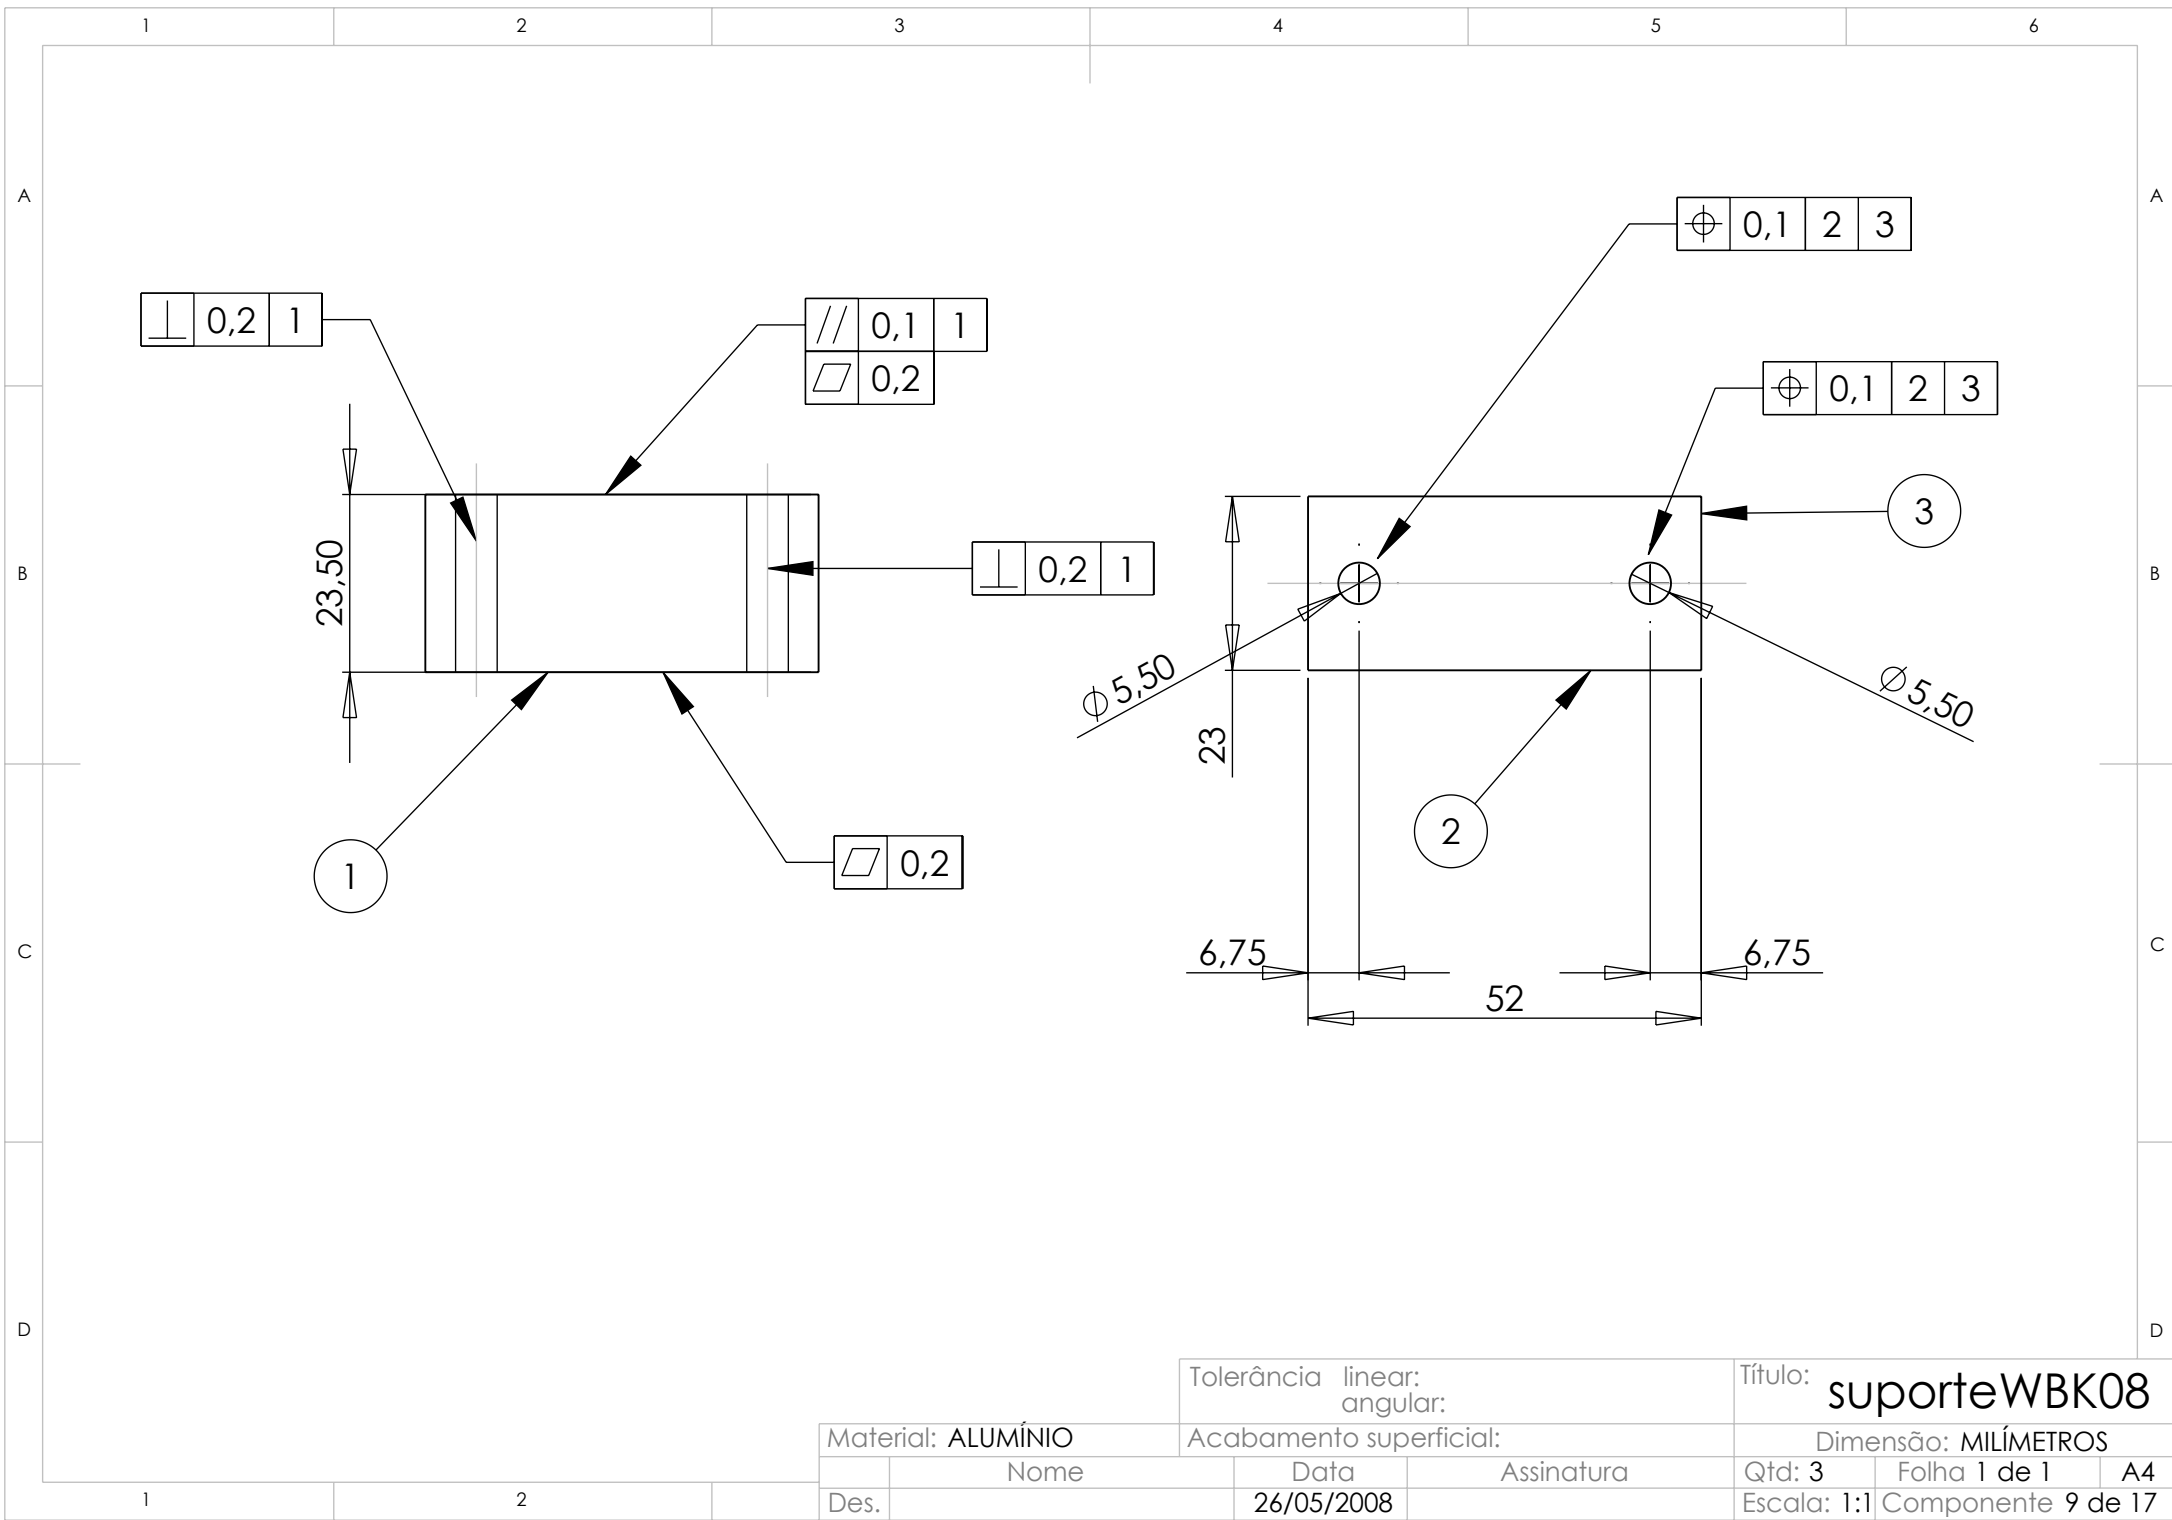 1 2 3 4 5 6
A A
⌖ 0,1 2 3
⟂ 0,2 1
// 0,1 1
⏥ 0,2
⌖ 0,1 2 3
3
23,50
⟂ 0,2 1
B B
⌀5,50
⌀5,50
23
2
1
⏥ 0,2
C C
6,75 6,75
52
D D
Tolerância linear:
angular:
Título: suporteWBK08
Material: ALUMÍNIO Acabamento superficial: Dimensão: MILÍMETROS
Nome Data Assinatura Qtd: 3 Folha 1 de 1 A4
1 2 Des. 26/05/2008 Escala: 1:1 Componente 9 de 17